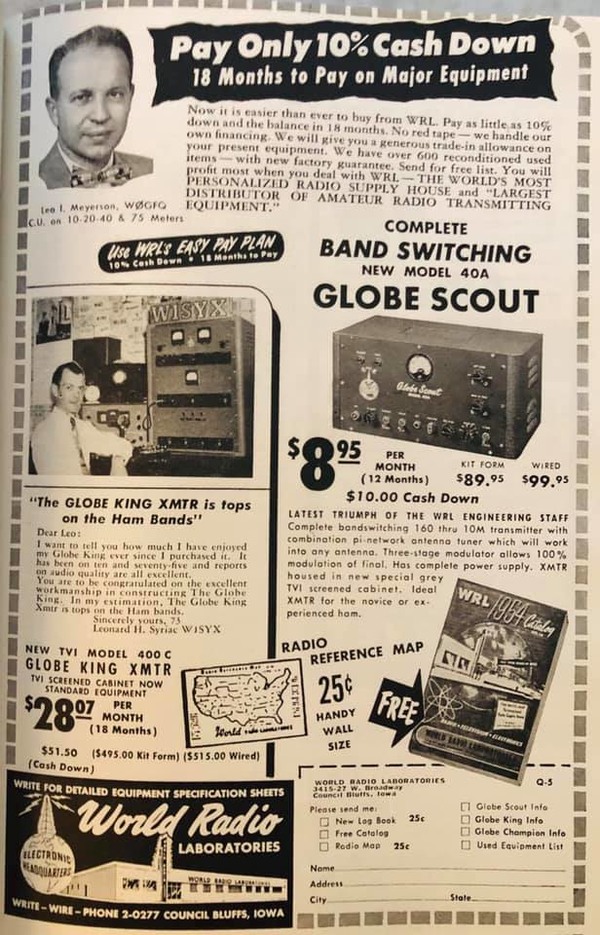 Pay Only 10% Cash Down
18 Months to Pay on Major Equipment
Now it is easier than ever to buy from WRL. Pay as little as 10%
down and the balance in 18 months. No red tape — we handle our
own financing. We will give you a generous trade-in allowance on
your present equipment. We have over 600 reconditioned used
items — with new factory guarantee. Send for free list. You will
profit most when you deal with WRL — THE WORLD'S MOST
PERSONALIZED RADIO SUPPLY HOUSE and "LARGEST
DISTRIBUTOR OF AMATEUR RADIO TRANSMITTING
EQUIPMENT."
Leo I. Meyerson, WØGFQ
C.U. on 10-20-40 & 75 Meters
Use WRL's EASY PAY PLAN
10% Cash Down • 18 Months to Pay
COMPLETE
BAND SWITCHING
NEW MODEL 40A
GLOBE SCOUT
W1SYX
Globe Scout
$8.95 PER
MONTH
(12 Months)
KIT FORM
$89.95
WIRED
$99.95
$10.00 Cash Down
LATEST TRIUMPH OF THE WRL ENGINEERING STAFF
Complete bandswitching 160 thru 10M transmitter with
combination pi-network antenna tuner which will work
into any antenna. Three-stage modulator allows 100%
modulation of final. Has complete power supply. XMTR
housed in new special grey
TVI screened cabinet. Ideal
XMTR for the novice or ex-
perienced ham.
"The GLOBE KING XMTR is tops
on the Ham Bands"
Dear Leo:
I want to tell you how much I have enjoyed
my Globe King ever since I purchased it. It
has been on ten and seventy-five and reports
on audio quality are all excellent.
You are to be congratulated on the excellent
workmanship in constructing The Globe
King. In my estimation, The Globe King
Xmtr is tops on the Ham bands.
Sincerely yours, 73
Leonard H. Syriac W1SYX
NEW TVI MODEL 400 C
GLOBE KING XMTR
TVI SCREENED CABINET NOW
STANDARD EQUIPMENT
$28.07 PER
MONTH
(18 Months)
$51.50 ($495.00 Kit Form) ($515.00 Wired)
(Cash Down)
RADIO
REFERENCE MAP
25¢
HANDY
WALL
SIZE
FREE
WRL
1954 Catalog
RADIO • TELEVISION • ELECTRONICS
WORLD RADIO LABORATORIES
WRITE FOR DETAILED EQUIPMENT SPECIFICATION SHEETS
World Radio
LABORATORIES
ELECTRONIC
HEADQUARTERS
WORLD RADIO LABORATORIES
WRITE – WIRE – PHONE 2-0277 COUNCIL BLUFFS, IOWA
WORLD RADIO LABORATORIES
3415-27 W. Broadway
Council Bluffs, Iowa
Q-5
Please send me:
New Log Book 25c
Free Catalog
Radio Map 25c
Globe Scout Info
Globe King Info
Globe Champion Info
Used Equipment List
Name
Address
City State